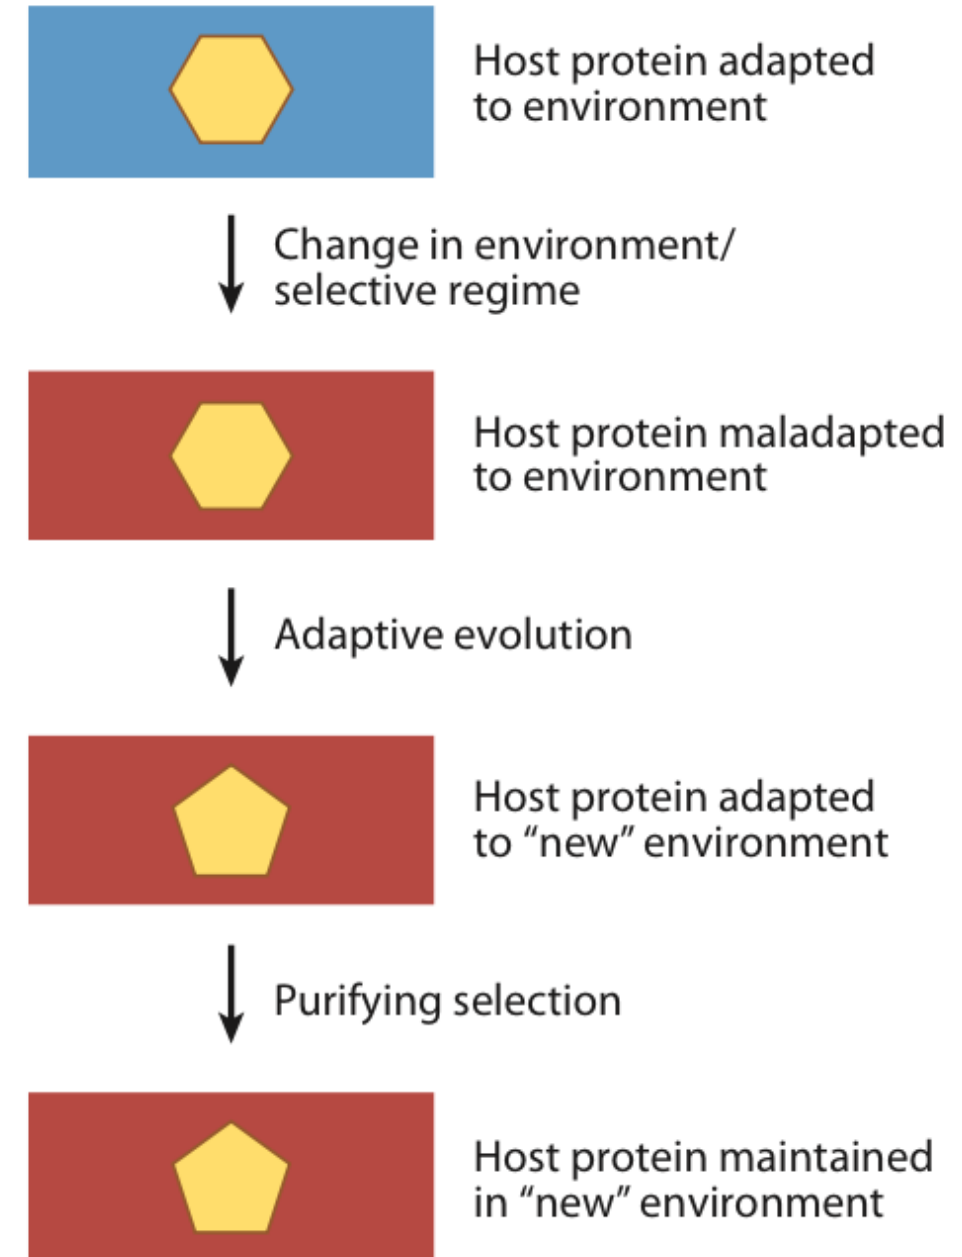 Host protein adapted
to environment
Change in environment/
selective regime
Host protein maladapted
to environment
Adaptive evolution
Host protein adapted
to “new” environment
Purifying selection
Host protein maintained
in “new” environment